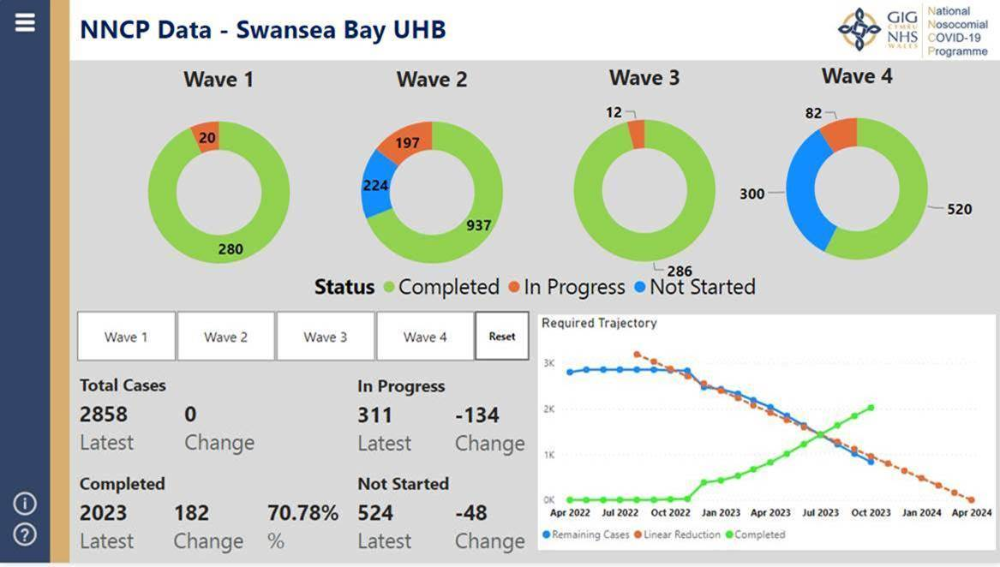 NNCP Data - Swansea Bay UHB
GIG
CYMRU
NHS
WALES
National
Nosocomial
COVID-19
Programme
Wave 1
Wave 2
Wave 3
Wave 4
20
280
197
224
937
12
286
82
300
520
Status Completed In Progress Not Started
Wave 1 Wave 2 Wave 3 Wave 4 Reset
Total Cases
2858 0
Latest Change
In Progress
311 -134
Latest Change
Completed
2023 182 70.78%
Latest Change %
Not Started
524 -48
Latest Change
Required Trajectory
3K
2K
1K
0K
Apr 2022 Jul 2022 Oct 2022 Jan 2023 Apr 2023 Jul 2023 Oct 2023 Jan 2024 Apr 2024
Remaining Cases Linear Reduction Completed
i
?